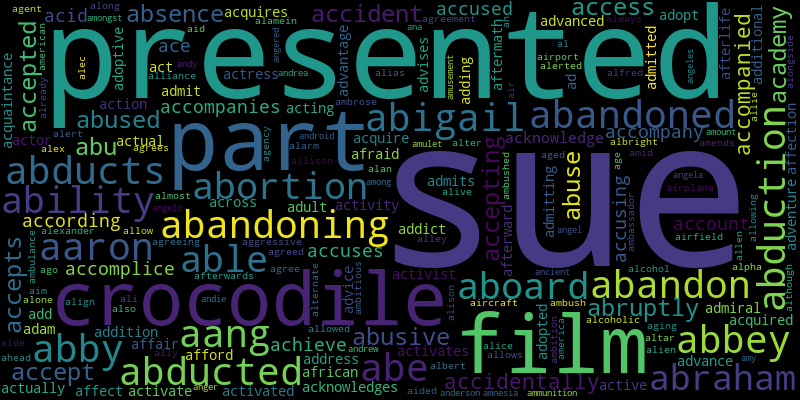 agent along amongst acid absence acquires accident accused access adopt advanced
presented
american already accepted adoptive alec aid ace act alliance actress andrea angered
ana advantage alias advises agreement aftermath amusement adding always al airport alerted ad alfred angeles admitted afterlife additional alongside
acquaintance action andy admit accompanies acting ambrose
abigail abandoned air accompanied allie academy
actor alert abused actual
part
agency android alarm acquire amulet alter acknowledge accompany albright amount
alex abu agrees allison afraid alan
sue
abducts almost abortion among admits alive accepting ambushed aged abuse age amid amends angela airplane
ability angelo across adult activity afterward admitting angel accusing ambassador account airfield abduction adventure affection
according alexander allow abandoning addict alley allen allowing
accepts ambulance aaron agreeing aggressive agreed accuses activist ancient alcohol alpha although
ago accomplice able afterwards agree alternate advice ambitious aboard abandon
aim alone align ali also andie crocodile alison aircraft ambush abruptly admiral
add adam addition aang allowed abusive film alcoholic aging acquired
aide ahead abby affair ally afford achieve andrew activates alice allows adopted ambition america altar alien abbey
accept abducted address african abe albert accidentally active advance amy abraham
actually affect activate anger activated acknowledges aided anderson amnesia ammunition